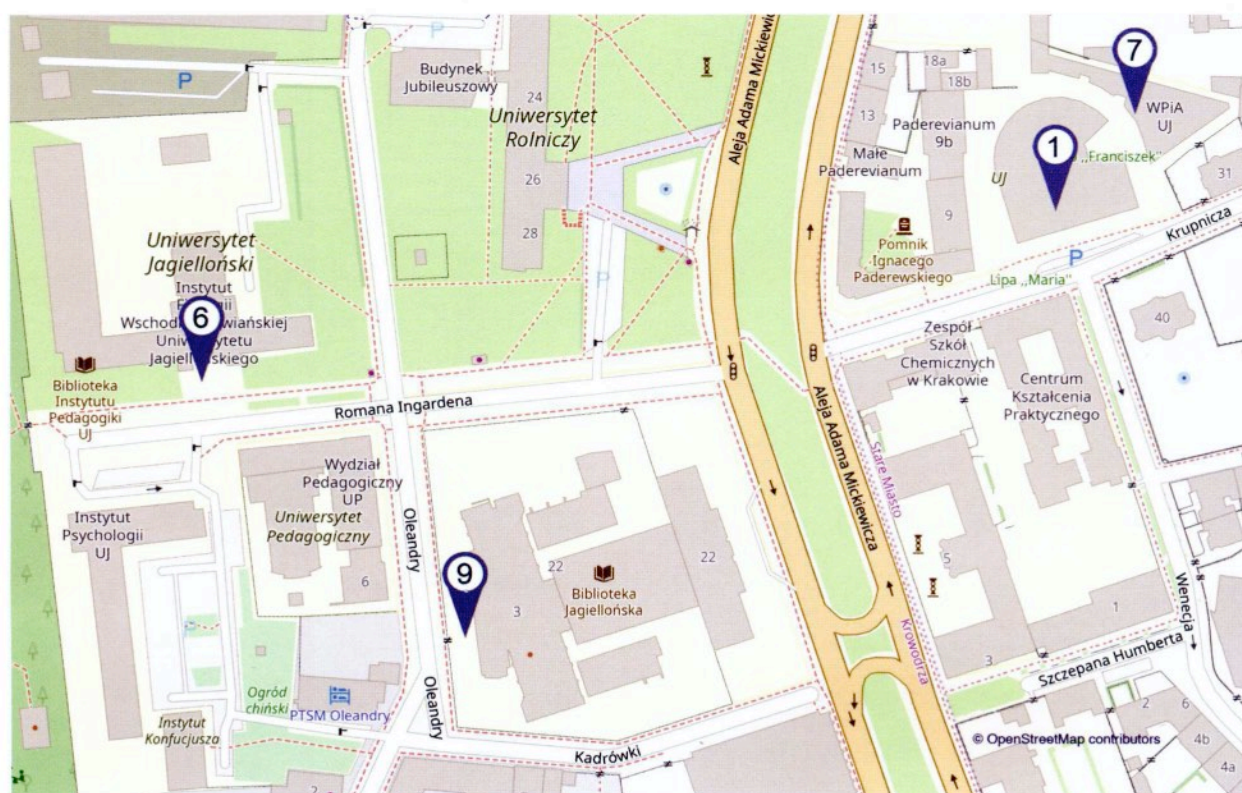 P
P
Budynek
Jubileuszowy
24
26
28
Uniwersytet
Rolniczy
Aleja Adama Mickiewicza
15
13
18a
18b
Paderevianum
9b
Małe
Paderevianum
9
Pomnik
Ignacego
Paderewskiego
7
WPiA
UJ
1
„Franciszek"
UJ
31
Krupnicza
P
Lipa „Maria"
40
Uniwersytet
Jagielloński
Instytut
Wschod
Uniw
Jagiell
6
Biblioteka
Instytutu
Pedagogiki
UJ
P
Romana Ingardena
Zespół
Szkół
Chemicznych
w Krakowie
Centrum
Kształcenia
Praktycznego
Aleja Adama Mickiewicza
Stare Miasto
Krowodrza
Wydział
Pedagogiczny
UP
Uniwersytet
Pedagogiczny
6
Instytut
Psychologii
UJ
P
Oleandry
9
22
3
Biblioteka
Jagiellońska
22
5
1
3
Wenecja
Szczepana Humberta
2
6
4b
4a
Ogród
chiński
PTSM Oleandry
Oleandry
Instytut
Konfucjusza
Kadrówki
2
© OpenStreetMap contributors